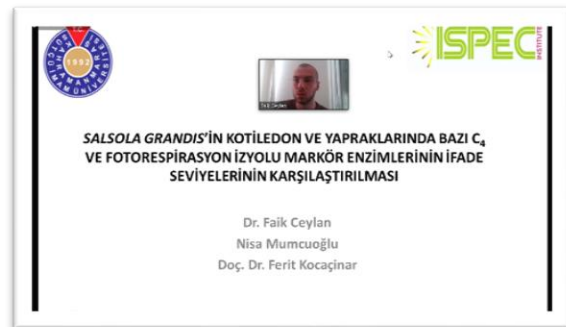 1992
ISPEC
INSTITUTE
SALSOLA GRANDIS'İN KOTİLEDON VE YAPRAKLARINDA BAZI C4
VE FOTORESPİRASYON İZYOLU MARKÖR ENZİMLERİNİN İFADE
SEVİYELERİNİN KARŞILAŞTIRILMASI
Dr. Faik Ceylan
Nisa Mumcuoğlu
Doç. Dr. Ferit Kocaçinar